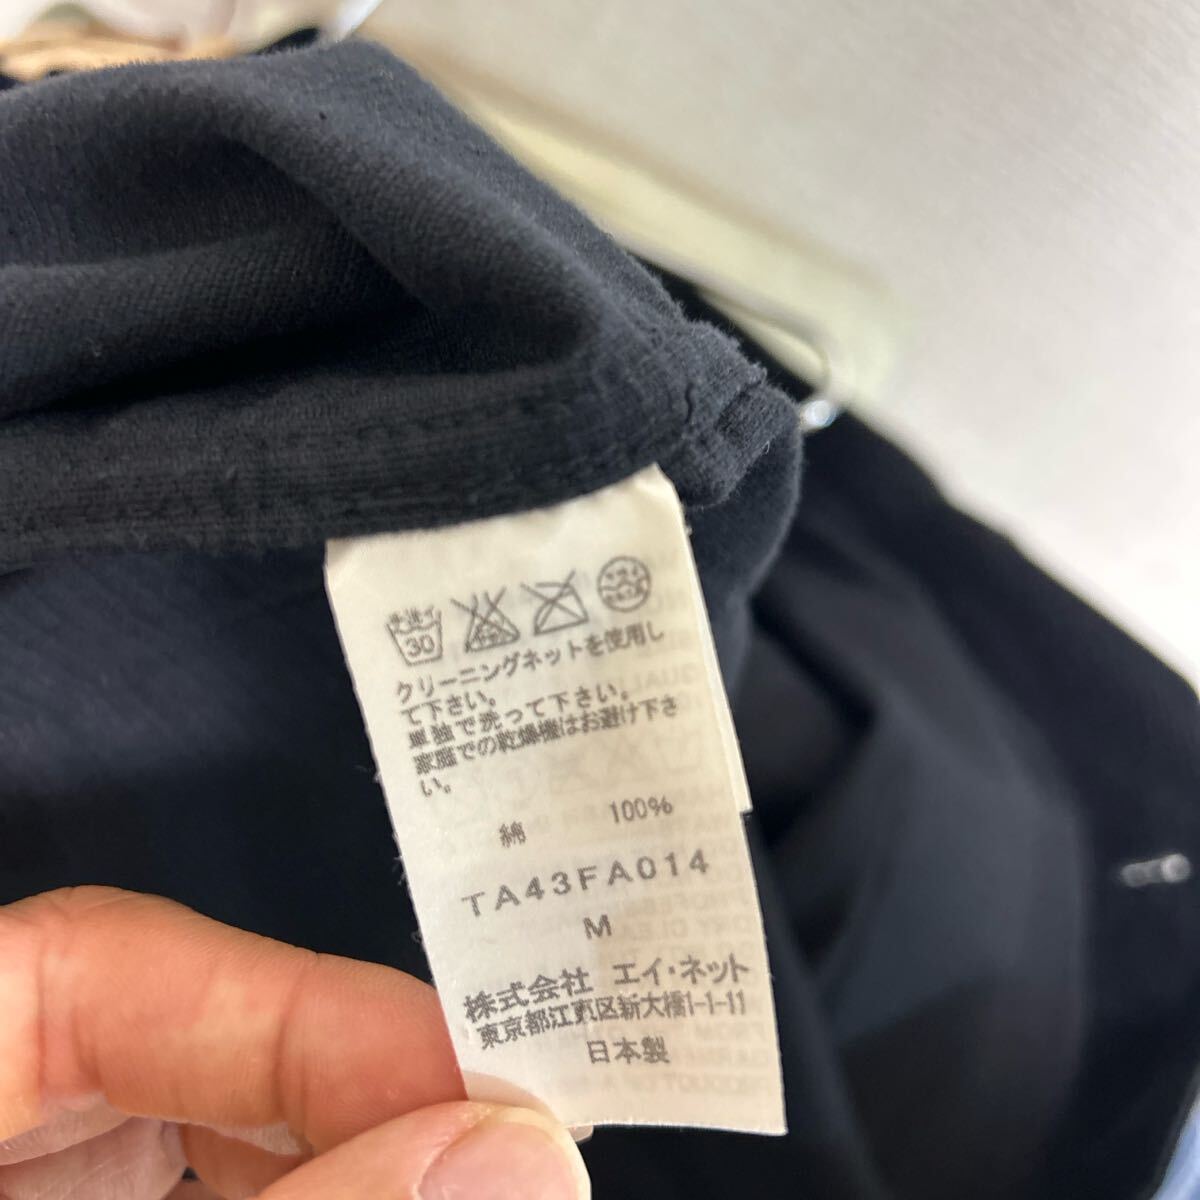 手洗イ
30
クリーニングネットを使用し
て下さい。
単独で洗って下さい。
家庭での乾燥機はお避け下さ
い。
綿 100%
TA43FA014
M
株式会社 エイ・ネット
東京都江東区新大橋1-1-11
日本製